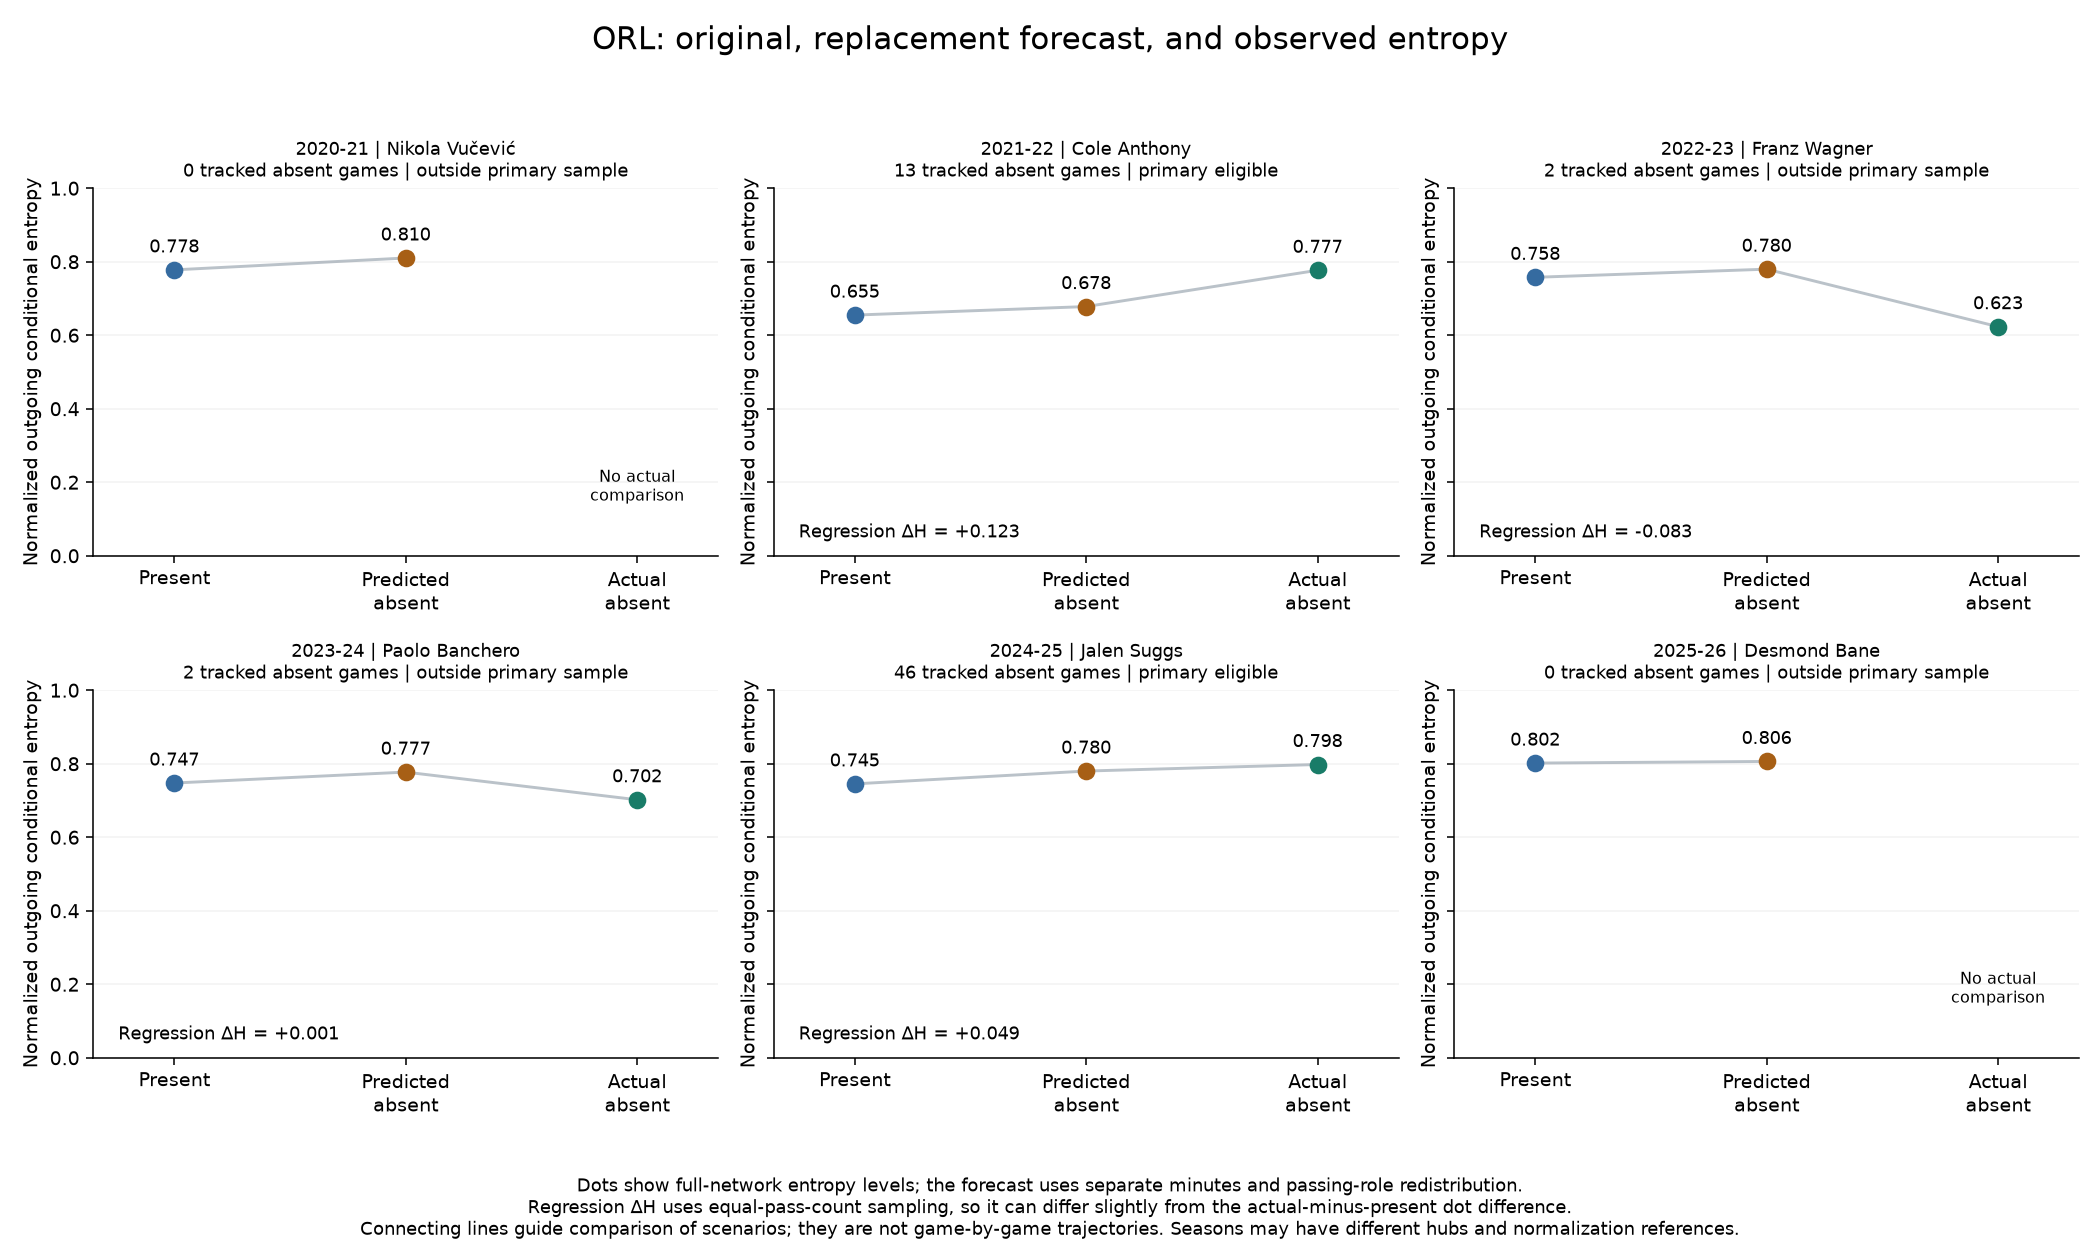 ORL: original, replacement forecast, and observed entropy
2020-21 | Nikola Vučević
0 tracked absent games | outside primary sample
Normalized outgoing conditional entropy
1.0
0.8
0.6
0.4
0.2
0.0
0.778
0.810
No actual
comparison
Present
Predicted
absent
Actual
absent
2021-22 | Cole Anthony
13 tracked absent games | primary eligible
Normalized outgoing conditional entropy
0.655
0.678
0.777
Regression ΔH = +0.123
Present
Predicted
absent
Actual
absent
2022-23 | Franz Wagner
2 tracked absent games | outside primary sample
Normalized outgoing conditional entropy
0.758
0.780
0.623
Regression ΔH = -0.083
Present
Predicted
absent
Actual
absent
2023-24 | Paolo Banchero
2 tracked absent games | outside primary sample
Normalized outgoing conditional entropy
1.0
0.8
0.6
0.4
0.2
0.0
0.747
0.777
0.702
Regression ΔH = +0.001
Present
Predicted
absent
Actual
absent
2024-25 | Jalen Suggs
46 tracked absent games | primary eligible
Normalized outgoing conditional entropy
0.745
0.780
0.798
Regression ΔH = +0.049
Present
Predicted
absent
Actual
absent
2025-26 | Desmond Bane
0 tracked absent games | outside primary sample
Normalized outgoing conditional entropy
0.802
0.806
No actual
comparison
Present
Predicted
absent
Actual
absent
Dots show full-network entropy levels; the forecast uses separate minutes and passing-role redistribution.
Regression ΔH uses equal-pass-count sampling, so it can differ slightly from the actual-minus-present dot difference.
Connecting lines guide comparison of scenarios; they are not game-by-game trajectories. Seasons may have different hubs and normalization references.